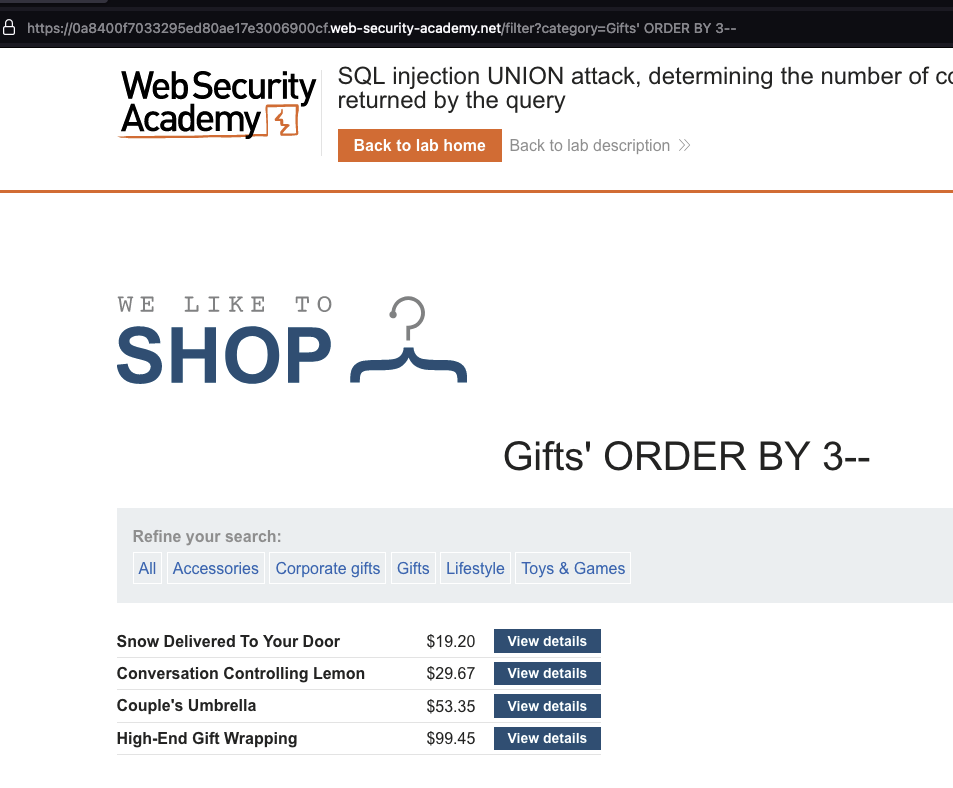 https://0a8400f7033295ed80ae17e3006900cf.web-security-academy.net/filter?category=Gifts' ORDER BY 3--
Web Security
Academy
SQL injection UNION attack, determining the number of co
returned by the query
Back to lab home
Back to lab description
WE LIKE TO
SHOP
Gifts' ORDER BY 3--
Refine your search:
All Accessories Corporate gifts Gifts Lifestyle Toys & Games
Snow Delivered To Your Door $19.20 View details
Conversation Controlling Lemon $29.67 View details
Couple's Umbrella $53.35 View details
High-End Gift Wrapping $99.45 View details